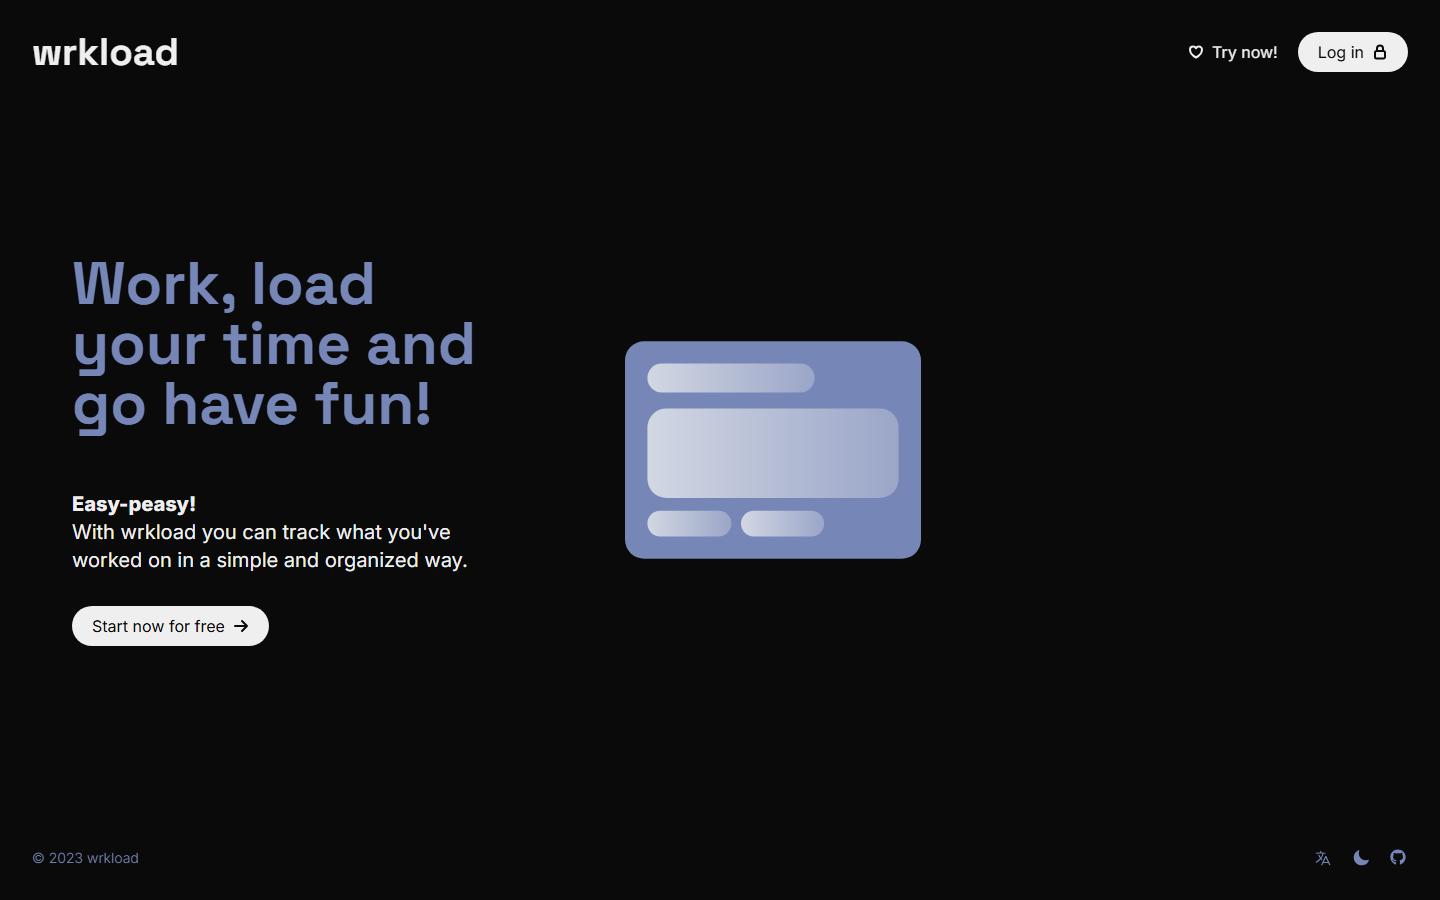 wrkload
Try now!
Log in
Work, load
your time and
go have fun!
Easy-peasy!
With wrkload you can track what you've
worked on in a simple and organized way.
Start now for free
© 2023 wrkload